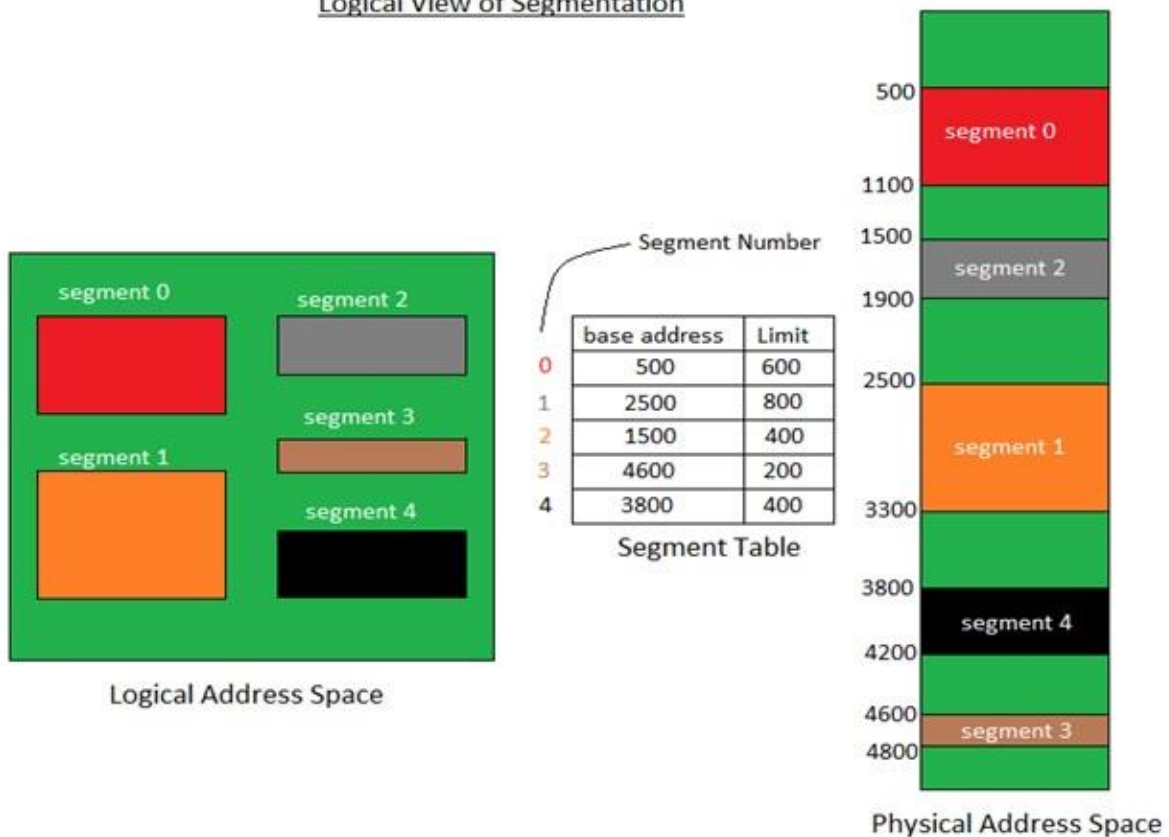 Logical View of Segmentation
segment 0
segment 2
segment 3
segment 1
segment 4
Logical Address Space
Segment Number
base address Limit
0 500 600
1 2500 800
2 1500 400
3 4600 200
4 3800 400
Segment Table
500
segment 0
1100
1500
segment 2
1900
2500
segment 1
3300
3800
segment 4
4200
4600
segment 3
4800
Physical Address Space